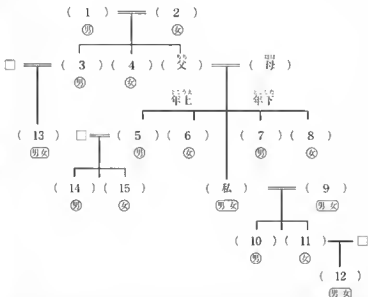 ( 1 ) ( 2 )
男 女
( 3 ) ( 4 ) ( 父 ) ( 母 )
ちち はは
男 女
としうえ としした
年上 年下
( 13 ) ( 5 ) ( 6 ) ( 7 ) ( 8 )
男女 男 女 男 女
( 14 ) ( 15 ) ( 私 ) ( 9 )
男 女 男女 男女
( 10 ) ( 11 )
男 女
( 12 )
男女